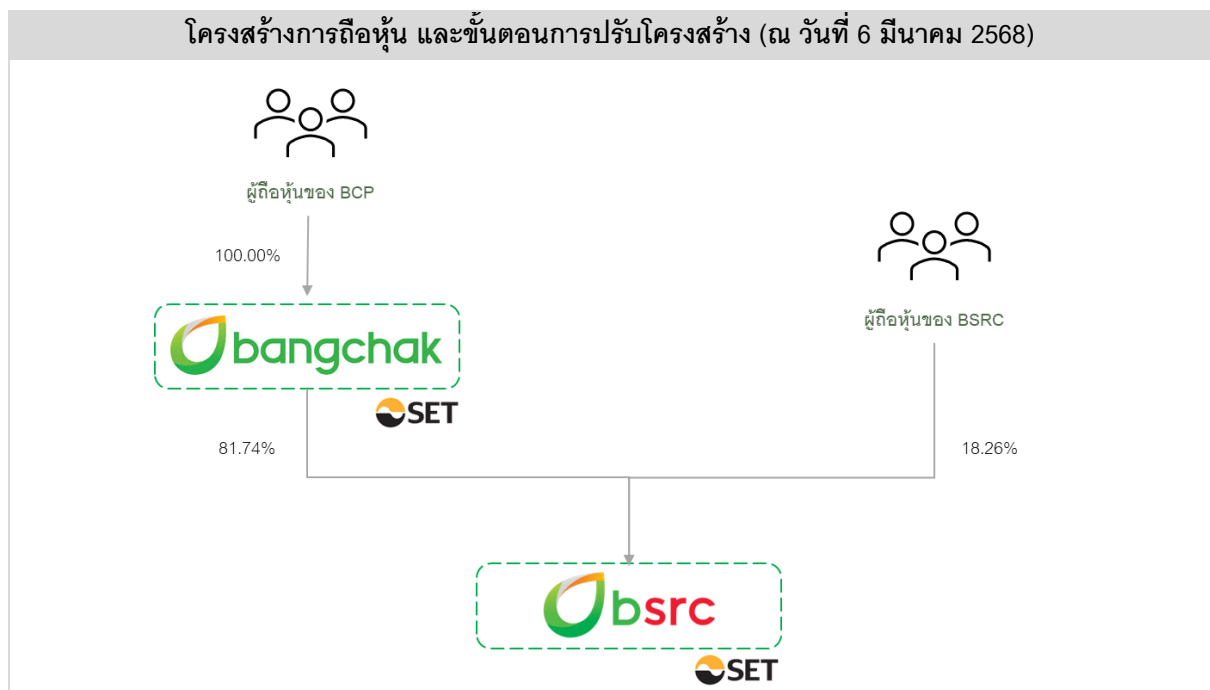 โครงสร้างการถือหุ้น และขั้นตอนการปรับโครงสร้าง (ณ วันที่ 6 มีนาคม 2568)
ผู้ถือหุ้นของ BCP
100.00%
bangchak
SET
ผู้ถือหุ้นของ BSRC
81.74%
18.26%
bsrc
SET